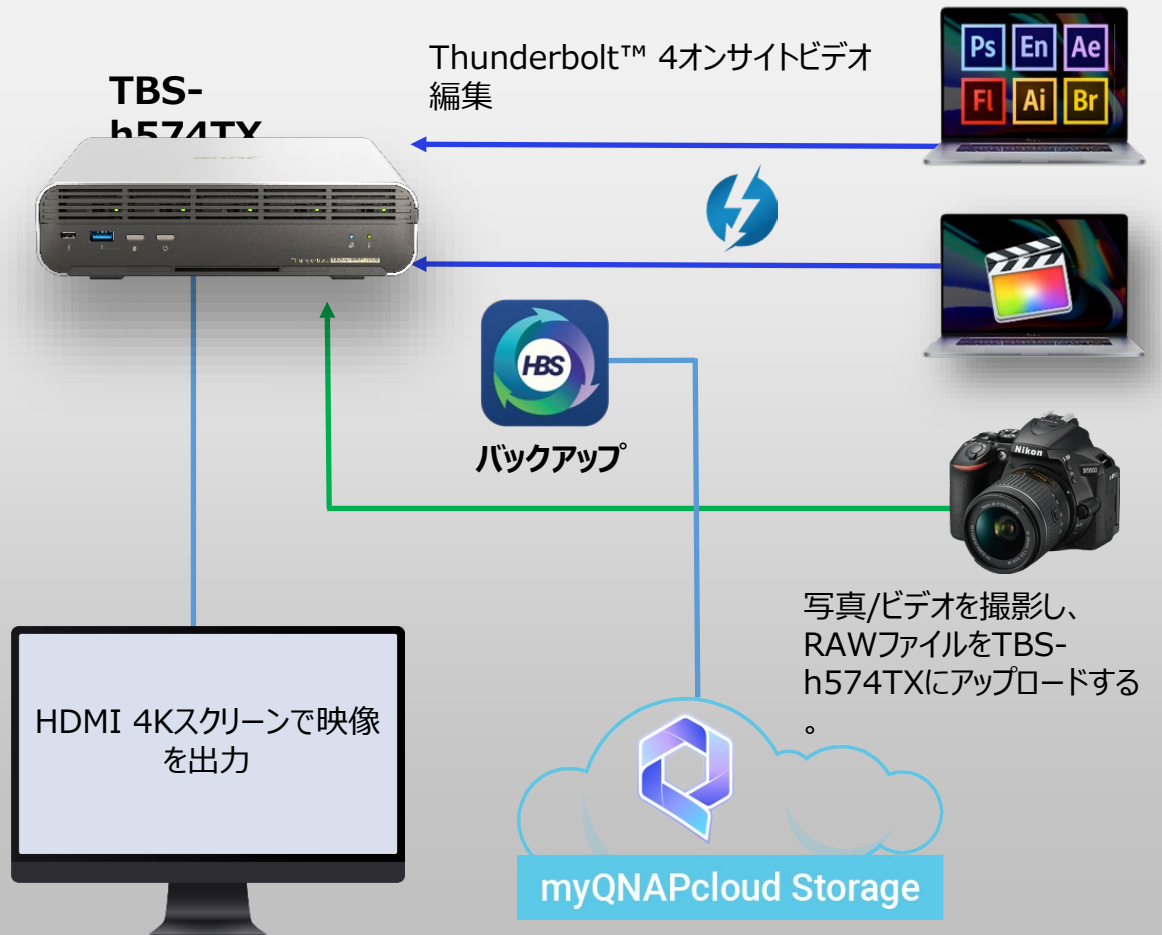 TBS-
h574TX
Thunderbolt™ 4オンサイトビデオ
編集
Ps En Ae
Fl Ai Br
HBS
バックアップ
Nikon
D5600
写真/ビデオを撮影し、
RAWファイルをTBS-
h574TXにアップロードする
。
HDMI 4Kスクリーンで映像
を出力
myQNAPcloud Storage